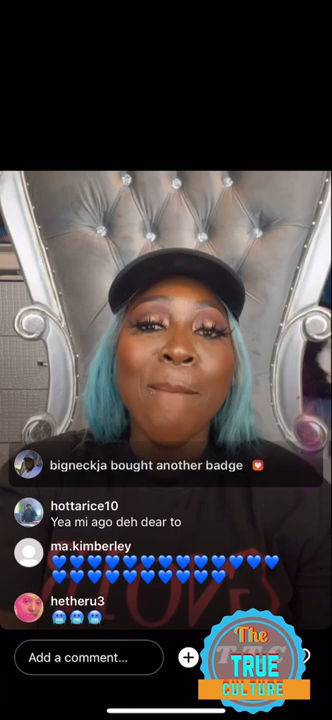 bigneckja bought another badge
hottarice10
Yea mi ago deh dear to
ma.kimberley
💙💙💙💙💙💙💙💙💙💙💙💙💙
💙💙💙💙💙💙💙💙💙💙
hetheru3
🥶🥶🥶
LOVE
Add a comment...
The
T.T.C
TRUE
CULTURE